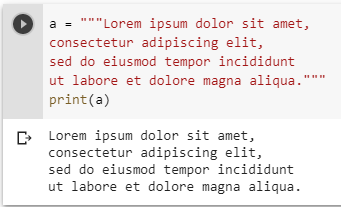 a = """Lorem ipsum dolor sit amet,
consectetur adipiscing elit,
sed do eiusmod tempor incididunt
ut labore et dolore magna aliqua."""
print(a)
Lorem ipsum dolor sit amet,
consectetur adipiscing elit,
sed do eiusmod tempor incididunt
ut labore et dolore magna aliqua.